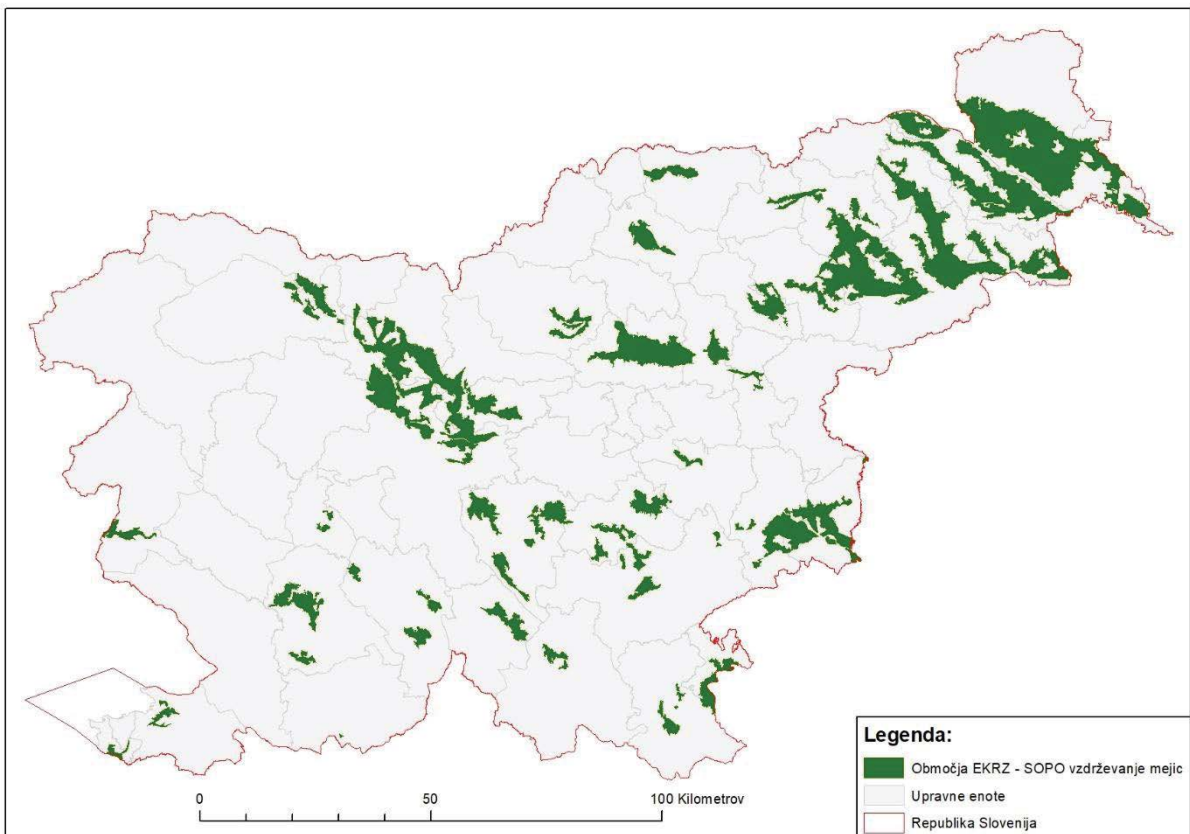 Legenda:
Območja EKRZ - SOPO vzdrževanje mejic
Upravne enote
Republika Slovenija
0 50 100 Kilometrov